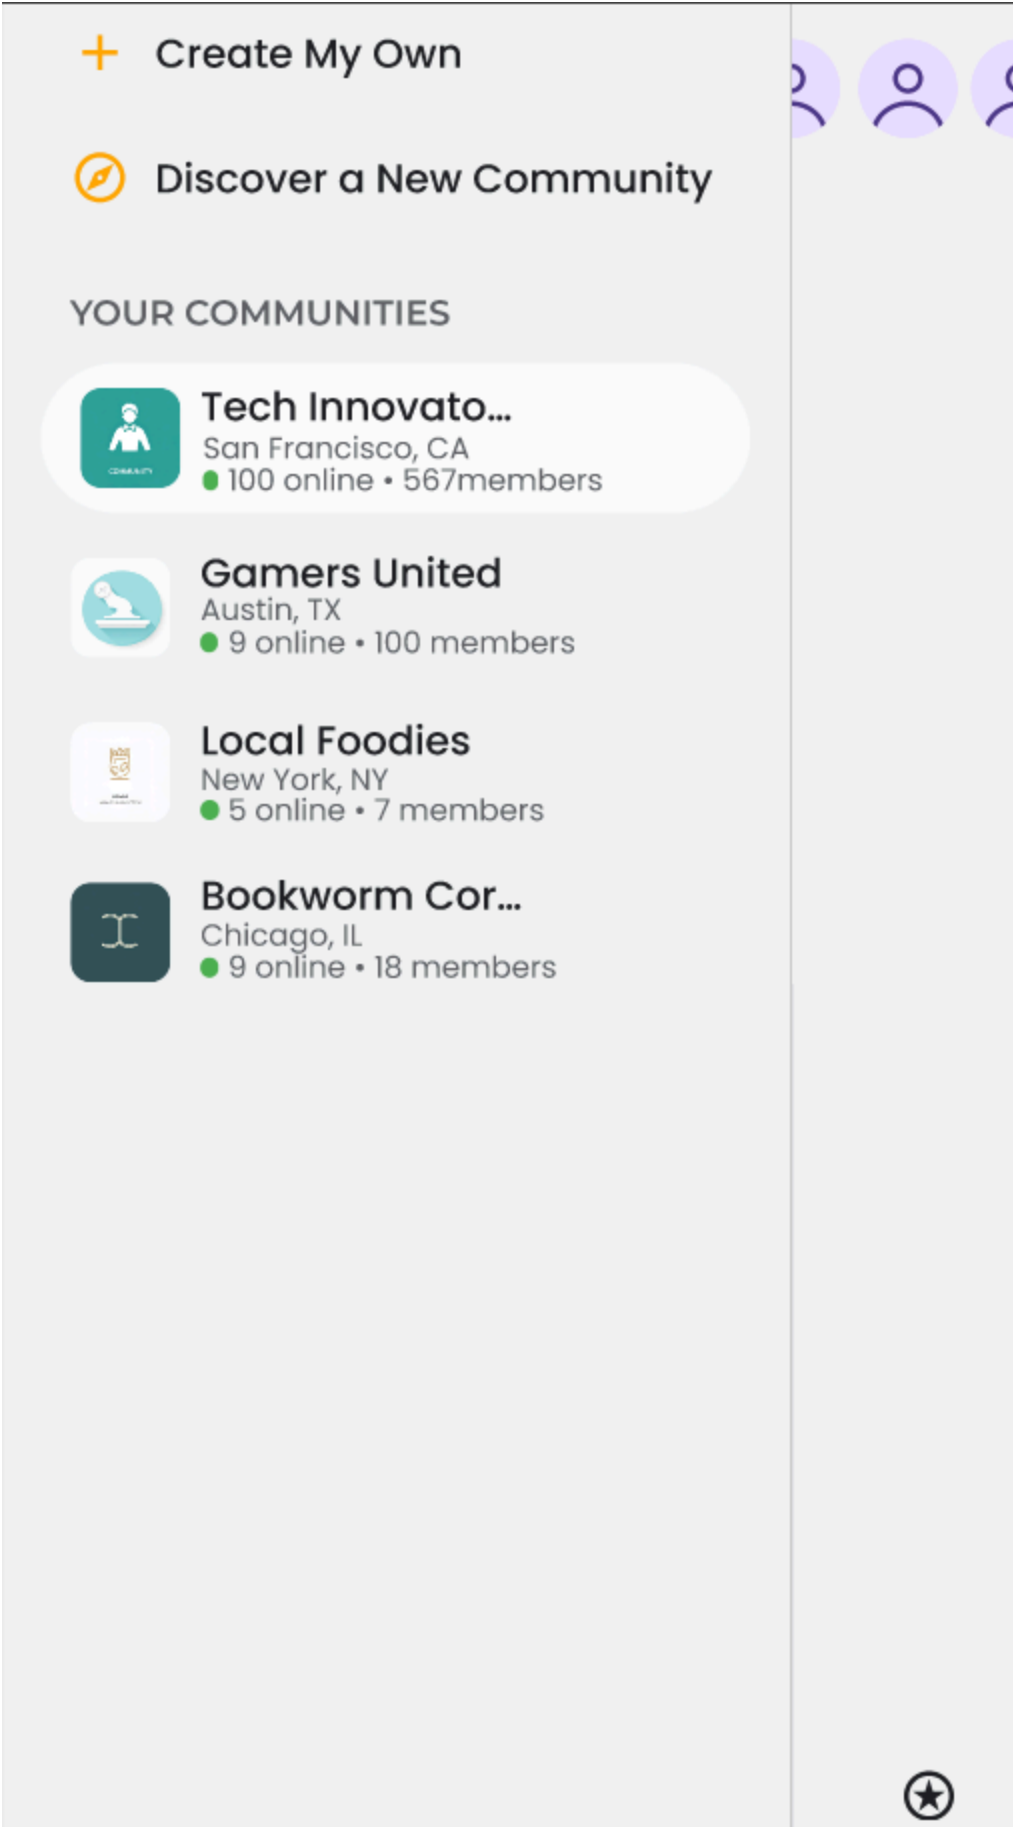 Create My Own
Discover a New Community
YOUR COMMUNITIES
Tech Innovato...
San Francisco, CA
100 online • 567members
COMMUNITY
Gamers United
Austin, TX
9 online • 100 members
Local Foodies
New York, NY
5 online • 7 members
Bookworm Cor...
Chicago, IL
9 online • 18 members